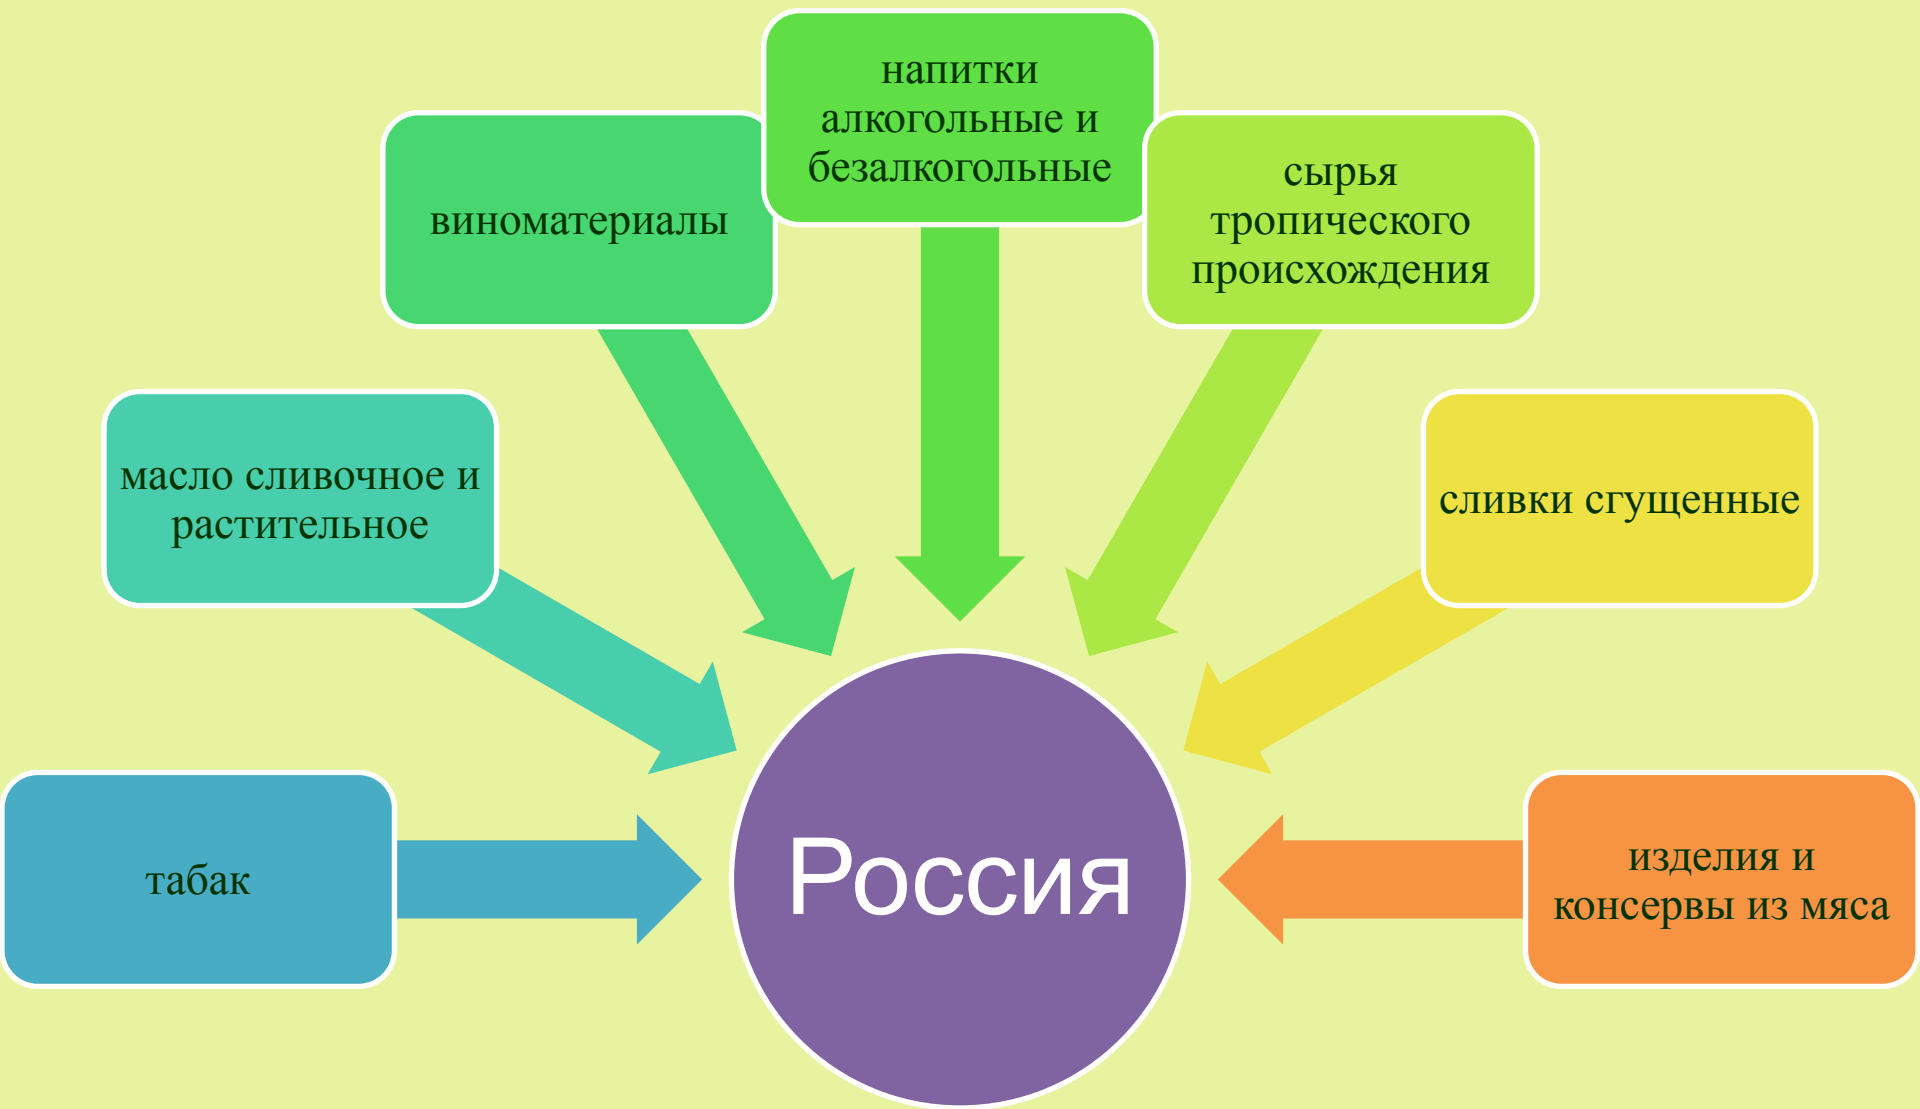 напитки
алкогольные и
безалкогольные
виноматериалы
сырья
тропического
происхождения
масло сливочное и
растительное
сливки сгущенные
табак
Россия
изделия и
консервы из мяса